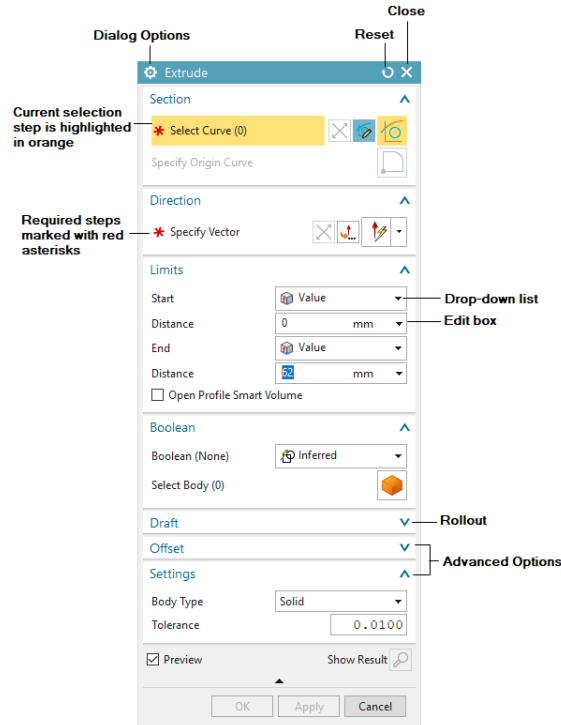 Close
Dialog Options
Reset
Extrude
Section
Current selection
step is highlighted
in orange
Select Curve (0)
Specify Origin Curve
Direction
Required steps
marked with red
asterisks
Specify Vector
Limits
Start Value
Drop-down list
Distance 0 mm
Edit box
End Value
Distance 52 mm
Open Profile Smart Volume
Boolean
Boolean (None) Inferred
Select Body (0)
Draft
Rollout
Offset
Advanced Options
Settings
Body Type Solid
Tolerance 0.0100
Preview Show Result
OK Apply Cancel